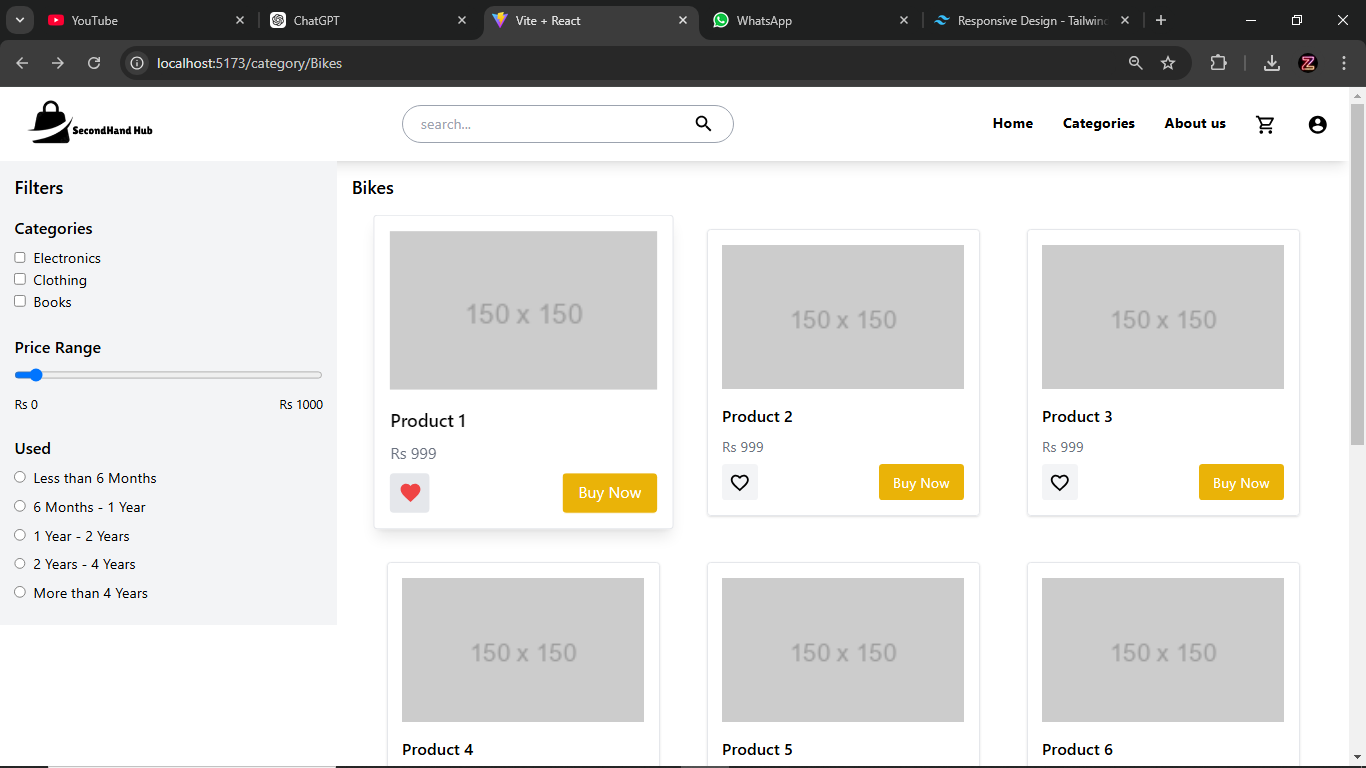 YouTube
ChatGPT
Vite + React
WhatsApp
Responsive Design - Tailwin
localhost:5173/category/Bikes
SecondHand Hub
search...
Home
Categories
About us
Filters
Categories
Electronics
Clothing
Books
Price Range
Rs 0
Rs 1000
Used
Less than 6 Months
6 Months - 1 Year
1 Year - 2 Years
2 Years - 4 Years
More than 4 Years
Bikes
150 x 150
Product 1
Rs 999
Buy Now
150 x 150
Product 2
Rs 999
Buy Now
150 x 150
Product 3
Rs 999
Buy Now
150 x 150
Product 4
150 x 150
Product 5
150 x 150
Product 6